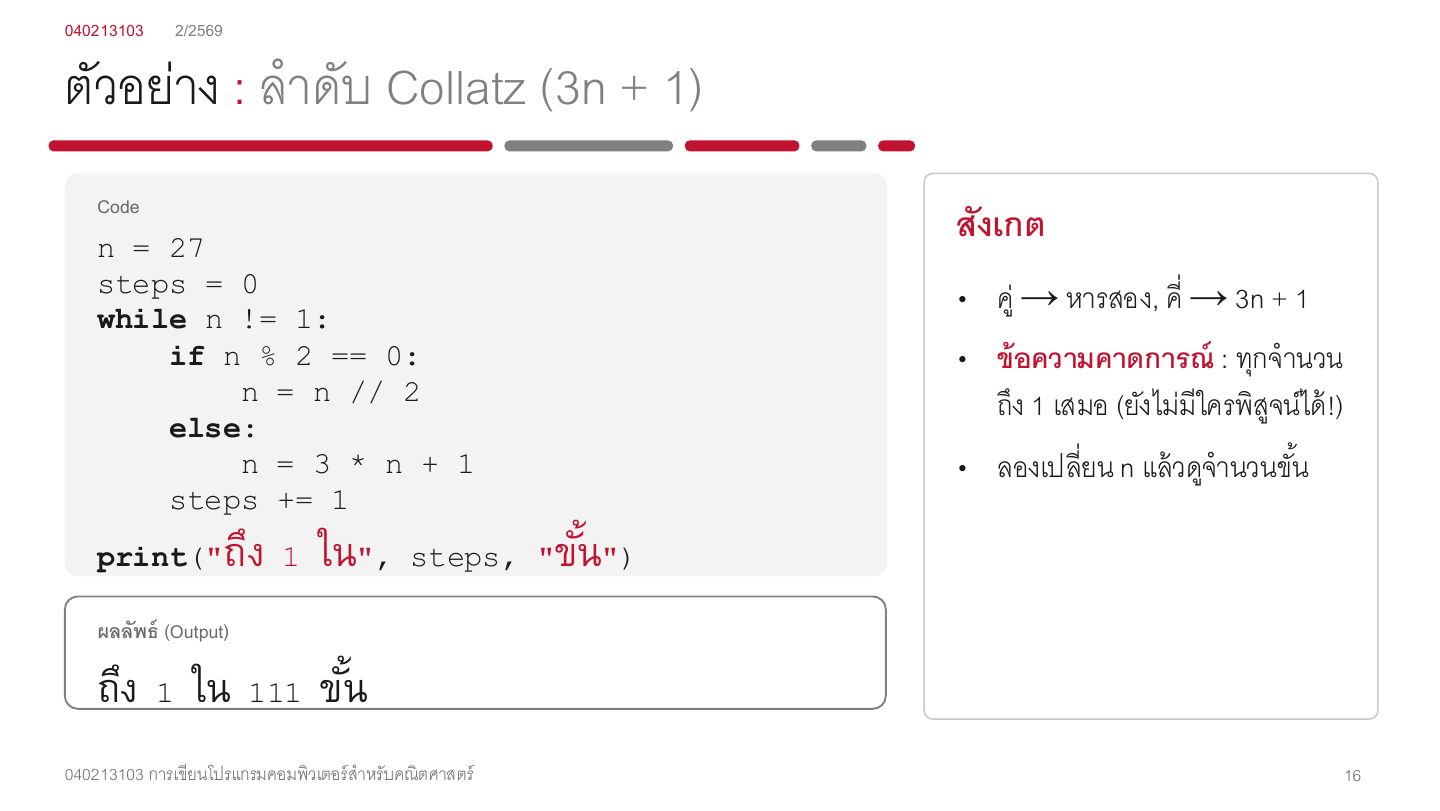 040213103 2/2569
ตัวอย่าง : ลำดับ Collatz (3n + 1)
Code
n = 27
steps = 0
while n != 1:
    if n % 2 == 0:
        n = n // 2
    else:
        n = 3 * n + 1
    steps += 1
print("ถึง 1 ใน", steps, "ขั้น")
ผลลัพธ์ (Output)
ถึง 1 ใน 111 ขั้น
สังเกต
• คู่ → หารสอง, คี่ → 3n + 1
• ข้อความคาดการณ์ : ทุกจำนวน
ถึง 1 เสมอ (ยังไม่มีใครพิสูจน์ได้!)
• ลองเปลี่ยน n แล้วดูจำนวนขั้น
040213103 การเขียนโปรแกรมคอมพิวเตอร์สำหรับคณิตศาสตร์
16